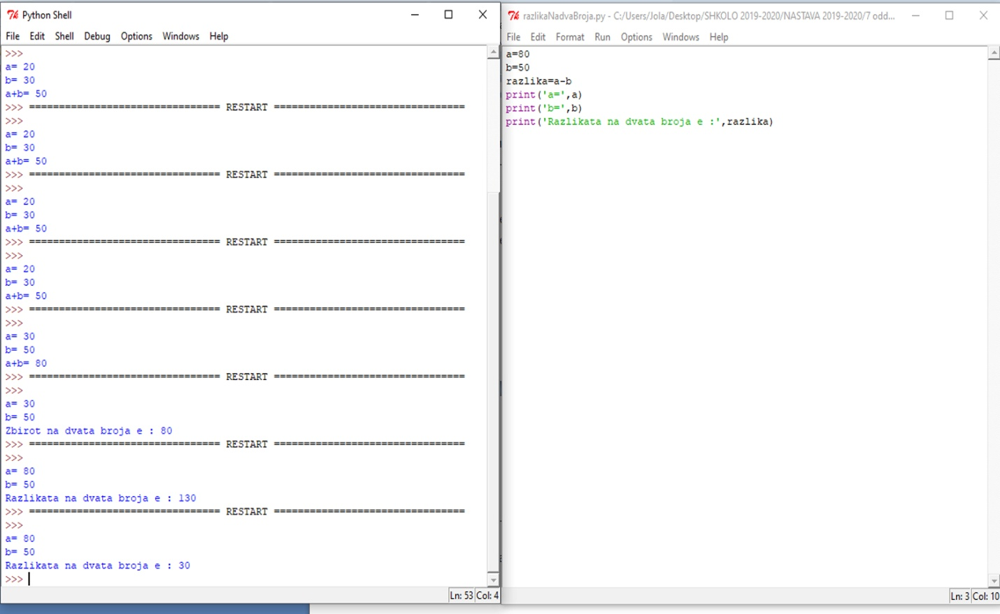 Python Shell
File Edit Shell Debug Options Windows Help
>>>
a= 20
b= 30
a+b= 50
>>> ================================ RESTART ================================
>>>
a= 20
b= 30
a+b= 50
>>> ================================ RESTART ================================
>>>
a= 20
b= 30
a+b= 50
>>> ================================ RESTART ================================
>>>
a= 20
b= 30
a+b= 50
>>> ================================ RESTART ================================
>>>
a= 30
b= 50
a+b= 80
>>> ================================ RESTART ================================
>>>
a= 30
b= 50
Zbirot na dvata broja e : 80
>>> ================================ RESTART ================================
>>>
a= 80
b= 50
Razlikata na dvata broja e : 130
>>> ================================ RESTART ================================
>>>
a= 80
b= 50
Razlikata na dvata broja e : 30
>>>
Ln: 53 Col: 4
razlikaNadvaBroja.py - C:/Users/Jola/Desktop/SHKOLO 2019-2020/NASTAVA 2019-2020/7 odd...
File Edit Format Run Options Windows Help
a=80
b=50
razlika=a-b
print('a=',a)
print('b=',b)
print('Razlikata na dvata broja e :',razlika)
Ln: 3 Col: 10